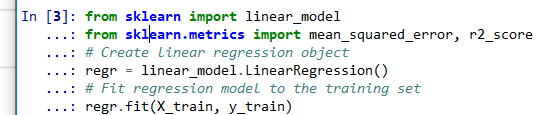 In [3]: from sklearn import linear_model
...: from sklearn.metrics import mean_squared_error, r2_score
...: # Create linear regression object
...: regr = linear_model.LinearRegression()
...: # Fit regression model to the training set
...: regr.fit(X_train, y_train)